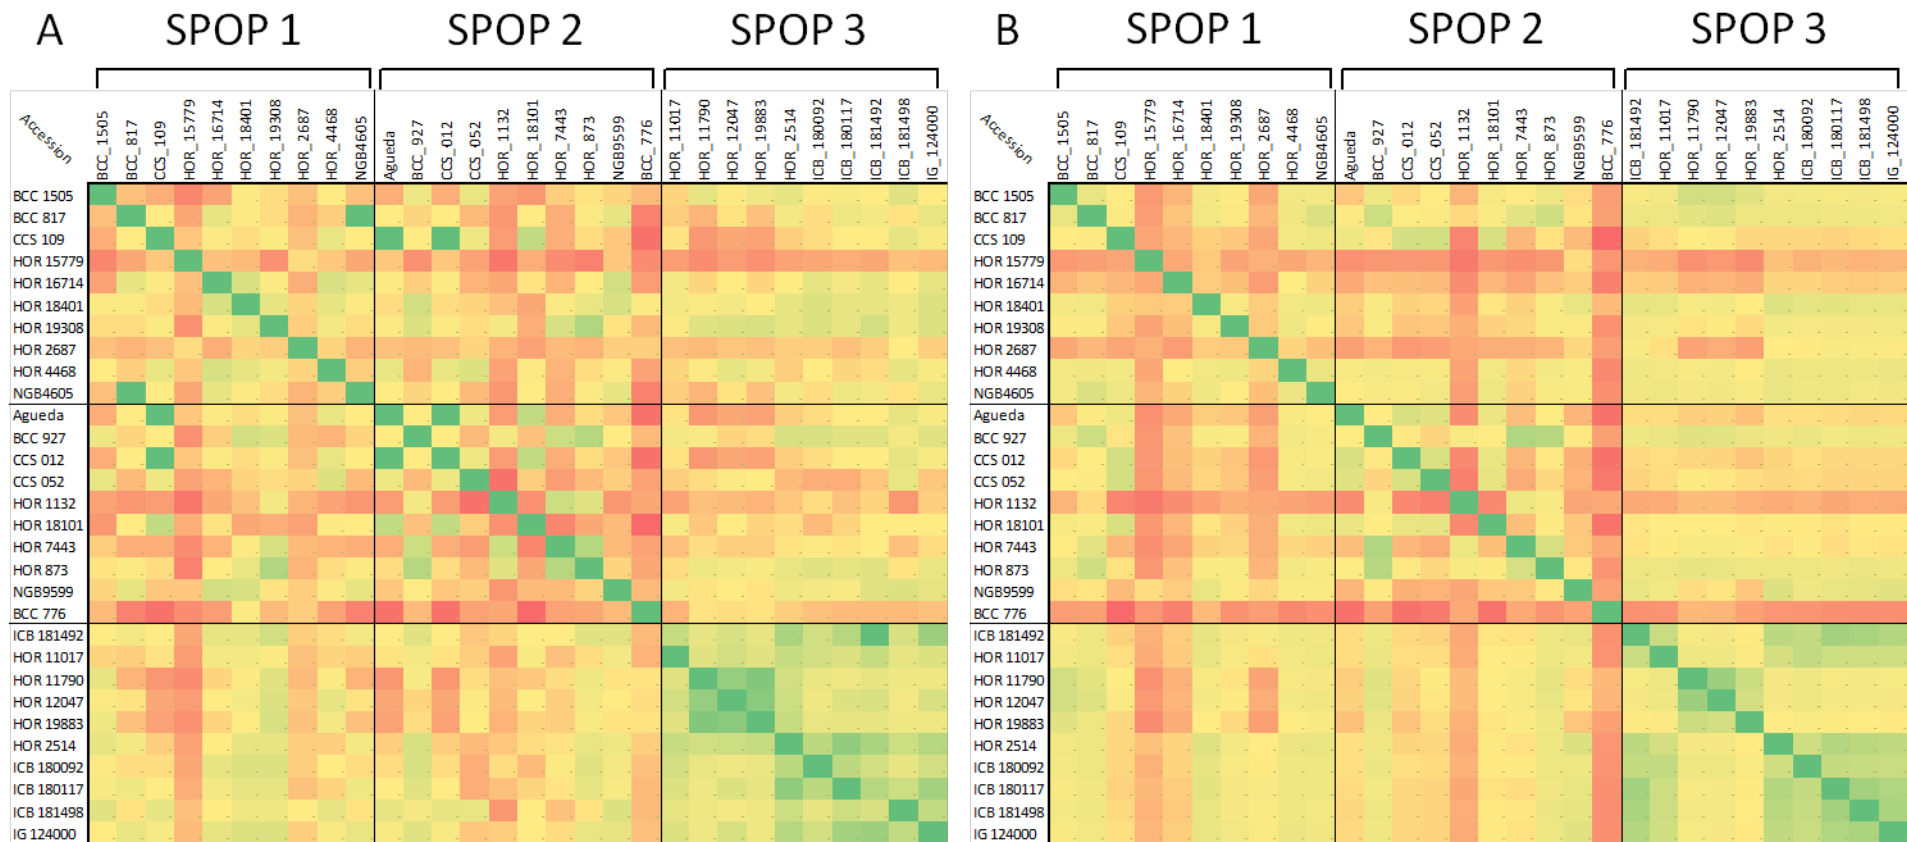 A SPOP 1 SPOP 2 SPOP 3
Accession BCC_1505 BCC_817 CCS_109 HOR_15779 HOR_16714 HOR_18401 HOR_19308 HOR_2687 HOR_4468 NGB4605 Agueda BCC_927 CCS_012 CCS_052 HOR_1132 HOR_18101 HOR_7443 HOR_873 NGB9599 BCC_776 HOR_11017 HOR_11790 HOR_12047 HOR_19883 HOR_2514 ICB_180092 ICB_180117 ICB_181492 ICB_181498 IG_124000
BCC 1505
BCC 817
CCS 109
HOR 15779
HOR 16714
HOR 18401
HOR 19308
HOR 2687
HOR 4468
NGB4605
Agueda
BCC 927
CCS 012
CCS 052
HOR 1132
HOR 18101
HOR 7443
HOR 873
NGB9599
BCC 776
ICB 181492
HOR 11017
HOR 11790
HOR 12047
HOR 19883
HOR 2514
ICB 180092
ICB 180117
ICB 181498
IG 124000
B SPOP 1 SPOP 2 SPOP 3
Accession BCC_1505 BCC_817 CCS_109 HOR_15779 HOR_16714 HOR_18401 HOR_19308 HOR_2687 HOR_4468 NGB4605 Agueda BCC_927 CCS_012 CCS_052 HOR_1132 HOR_18101 HOR_7443 HOR_873 NGB9599 BCC_776 ICB_181492 HOR_11017 HOR_11790 HOR_12047 HOR_19883 HOR_2514 ICB_180092 ICB_180117 ICB_181498 IG_124000
BCC 1505
BCC 817
CCS 109
HOR 15779
HOR 16714
HOR 18401
HOR 19308
HOR 2687
HOR 4468
NGB4605
Agueda
BCC 927
CCS 012
CCS 052
HOR 1132
HOR 18101
HOR 7443
HOR 873
NGB9599
BCC 776
ICB 181492
HOR 11017
HOR 11790
HOR 12047
HOR 19883
HOR 2514
ICB 180092
ICB 180117
ICB 181498
IG 124000